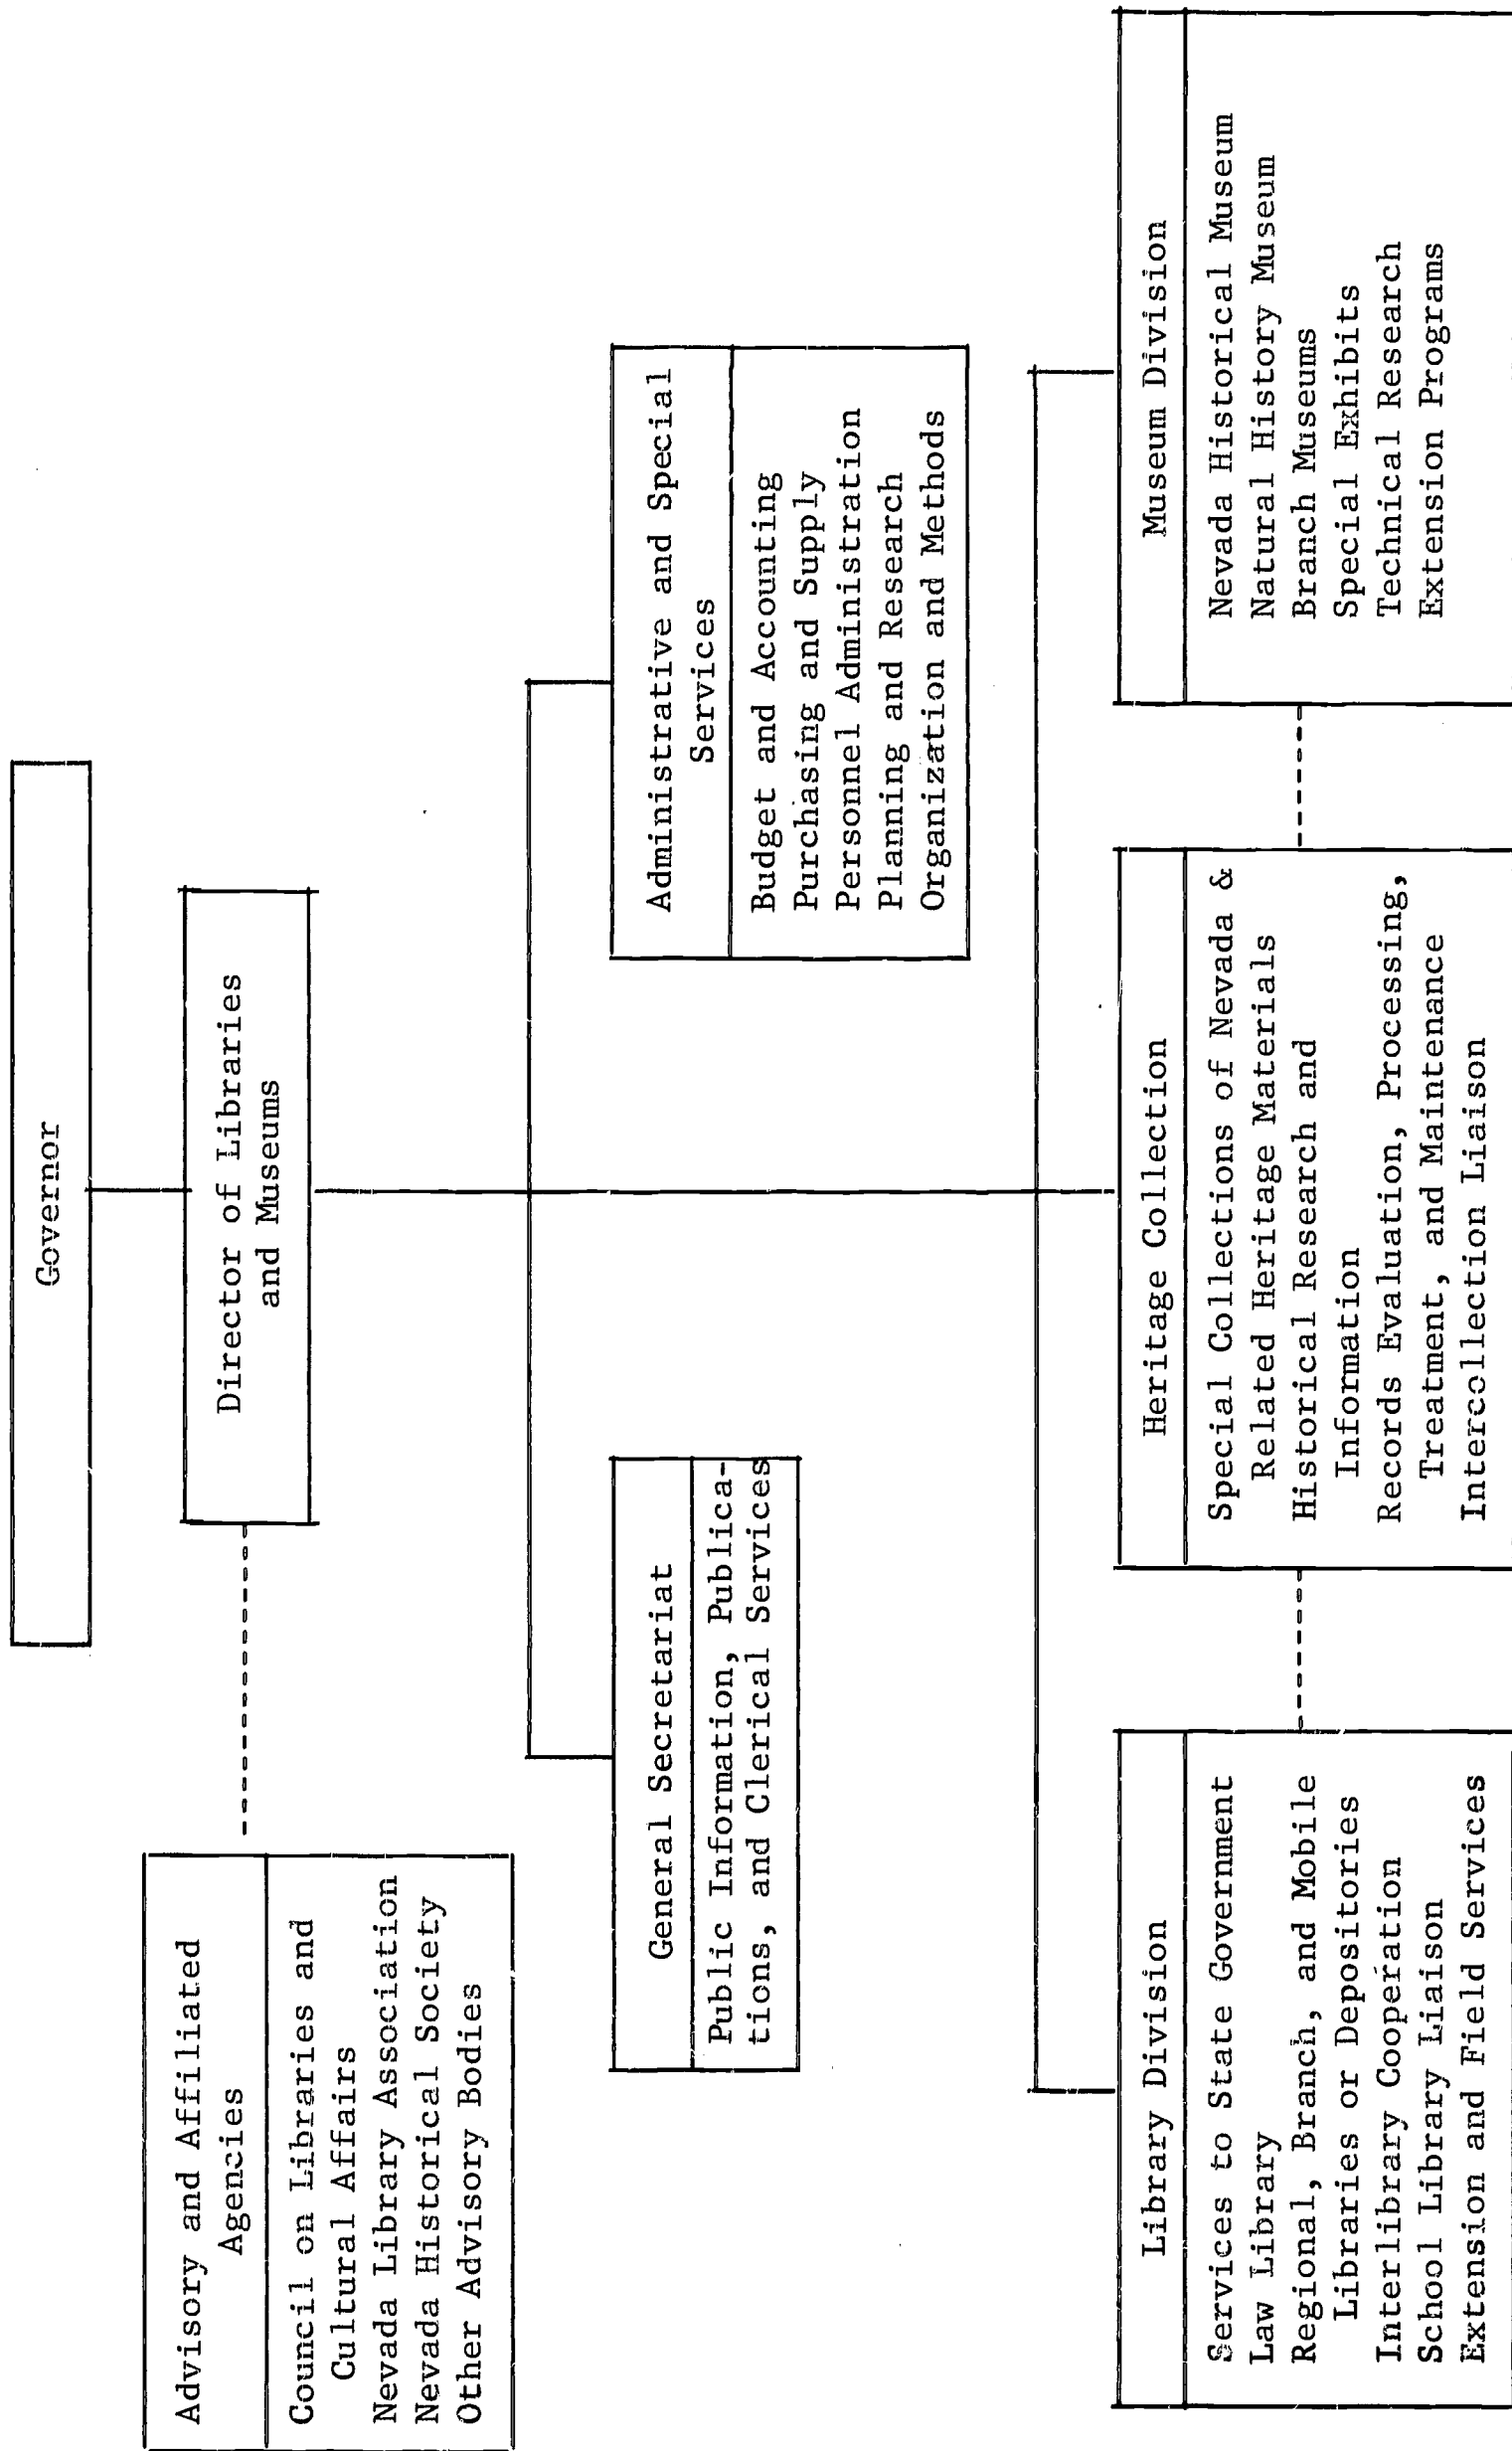 Governor
Director of Libraries
and Museums
Advisory and Affiliated
Agencies
Council on Libraries and
Cultural Affairs
Nevada Library Association
Nevada Historical Society
Other Advisory Bodies
General Secretariat
Public Information, Publica-
tions, and Clerical Services
Administrative and Special
Services
Budget and Accounting
Purchasing and Supply
Personnel Administration
Planning and Research
Organization and Methods
Library Division
Services to State Government
Law Library
Regional, Branch, and Mobile
Libraries or Depositories
Interlibrary Cooperation
School Library Liaison
Extension and Field Services
Heritage Collection
Special Collections of Nevada &
Related Heritage Materials
Historical Research and
Information
Records Evaluation, Processing,
Treatment, and Maintenance
Intercollection Liaison
Museum Division
Nevada Historical Museum
Natural History Museum
Branch Museums
Special Exhibits
Technical Research
Extension Programs